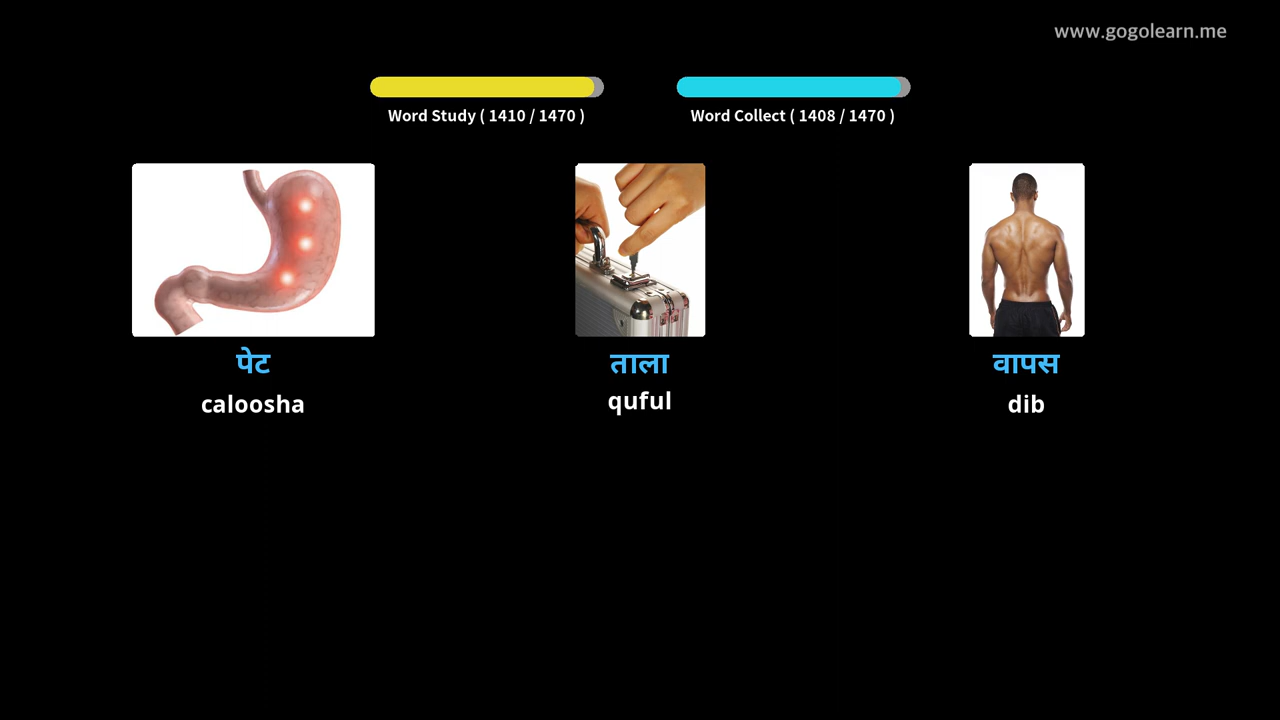 www.gogolearn.me
Word Study ( 1410 / 1470 )
Word Collect ( 1408 / 1470 )
पेट
caloosha
ताला
quful
वापस
dib